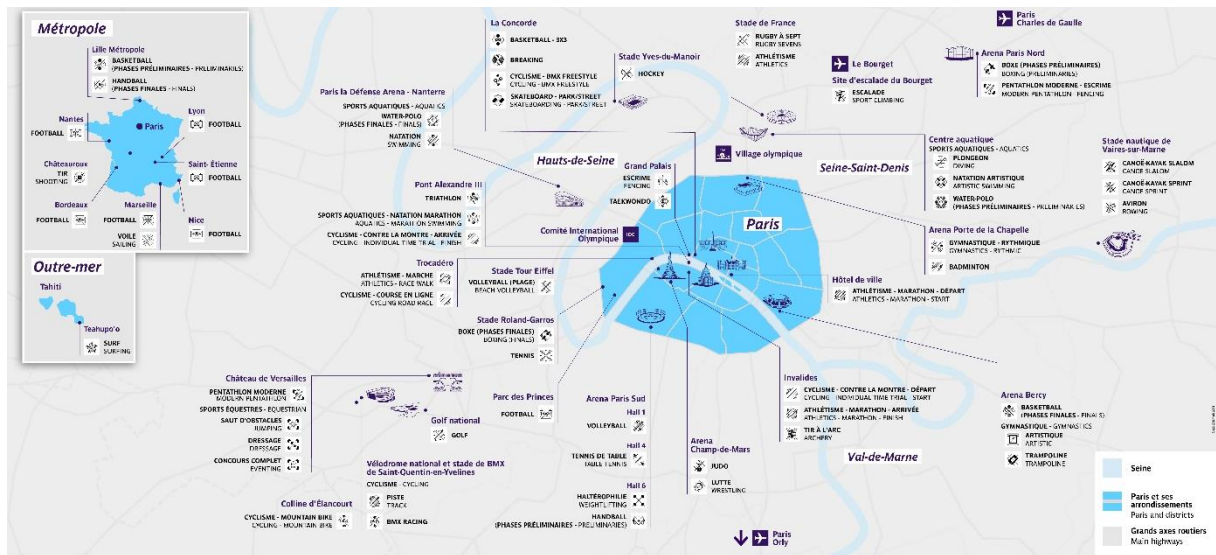 Métropole
Lille Métropole
BASKETBALL
(PHASES PRÉLIMINAIRES - PRELIMINARIES)
HANDBALL
(PHASES FINALES - FINALS)
Paris
Nantes
FOOTBALL
Lyon
FOOTBALL
Châteauroux
TIR
SHOOTING
Saint-Étienne
FOOTBALL
Bordeaux
FOOTBALL
Marseille
FOOTBALL
VOILE
SAILING
Nice
FOOTBALL
Outre-mer
Tahiti
Teahupo'o
SURF
SURFING
La Concorde
BASKETBALL - 3X3
BREAKING
CYCLISME - BMX FREESTYLE
CYCLING - BMX FREESTYLE
SKATEBOARD - PARK/STREET
SKATEBOARDING - PARK/STREET
Stade Yves-du-Manoir
HOCKEY
Stade de France
RUGBY À SEPT
RUGBY SEVENS
ATHLÉTISME
ATHLETICS
Paris
Charles de Gaulle
Le Bourget
Site d'escalade du Bourget
ESCALADE
SPORT CLIMBING
Arena Paris Nord
BOXE (PHASES PRÉLIMINAIRES)
BOXING (PRELIMINARIES)
PENTATHLON MODERNE - ESCRIME
MODERN PENTATHLON - FENCING
Paris la Défense Arena - Nanterre
SPORTS AQUATIQUES - AQUATICS
WATER-POLO
(PHASES FINALES - FINALS)
NATATION
SWIMMING
Hauts-de-Seine
Grand Palais
ESCRIME
FENCING
TAEKWONDO
Village olympique
Seine-Saint-Denis
Centre aquatique
SPORTS AQUATIQUES - AQUATICS
PLONGEON
DIVING
NATATION ARTISTIQUE
ARTISTIC SWIMMING
WATER-POLO
(PHASES PRÉLIMINAIRES - PRELIMINARIES)
Stade nautique de
Vaires-sur-Marne
CANOË-KAYAK SLALOM
CANOE SLALOM
CANOË-KAYAK SPRINT
CANOE SPRINT
AVIRON
ROWING
Pont Alexandre III
TRIATHLON
SPORTS AQUATIQUES - NATATION MARATHON
AQUATICS - MARATHON SWIMMING
CYCLISME - CONTRE LA MONTRE - ARRIVÉE
CYCLING - INDIVIDUAL TIME TRIAL - FINISH
Comité International
Olympique
IOC
Paris
Arena Porte de la Chapelle
GYMNASTIQUE - RYTHMIQUE
GYMNASTICS - RYTHMIC
BADMINTON
Trocadéro
ATHLÉTISME - MARCHE
ATHLETICS - RACE WALK
CYCLISME - COURSE EN LIGNE
CYCLING ROAD RACE
Stade Tour Eiffel
VOLLEYBALL (PLAGE)
BEACH VOLLEYBALL
Hôtel de ville
ATHLÉTISME - MARATHON - DÉPART
ATHLETICS - MARATHON - START
Stade Roland-Garros
BOXE (PHASES FINALES)
BOXING (FINALS)
TENNIS
Château de Versailles
PENTATHLON MODERNE
MODERN PENTATHLON
SPORTS ÉQUESTRES - EQUESTRIAN
SAUT D'OBSTACLES
JUMPING
DRESSAGE
DRESSAGE
CONCOURS COMPLET
EVENTING
Golf national
GOLF
Parc des Princes
FOOTBALL
Arena Paris Sud
Hall 1
VOLLEYBALL
Hall 4
TENNIS DE TABLE
TABLE TENNIS
Hall 6
HALTÉROPHILIE
WEIGHTLIFTING
HANDBALL
(PHASES PRÉLIMINAIRES - PRELIMINARIES)
Vélodrome national et stade de BMX
de Saint-Quentin-en-Yvelines
CYCLISME - CYCLING
PISTE
TRACK
BMX RACING
Colline d'Élancourt
CYCLISME - MOUNTAIN BIKE
CYCLING - MOUNTAIN BIKE
Arena
Champ-de-Mars
JUDO
LUTTE
WRESTLING
Invalides
CYCLISME - CONTRE LA MONTRE - DÉPART
CYCLING - INDIVIDUAL TIME TRIAL - START
ATHLÉTISME - MARATHON - ARRIVÉE
ATHLETICS - MARATHON - FINISH
TIR À L'ARC
ARCHERY
Val-de-Marne
Arena Bercy
BASKETBALL
(PHASES FINALES - FINALS)
GYMNASTIQUE - GYMNASTICS
ARTISTIQUE
ARTISTIC
TRAMPOLINE
TRAMPOLINE
Paris
Orly
Seine
Paris et ses
arrondissements
Paris and districts
Grands axes routiers
Main highways